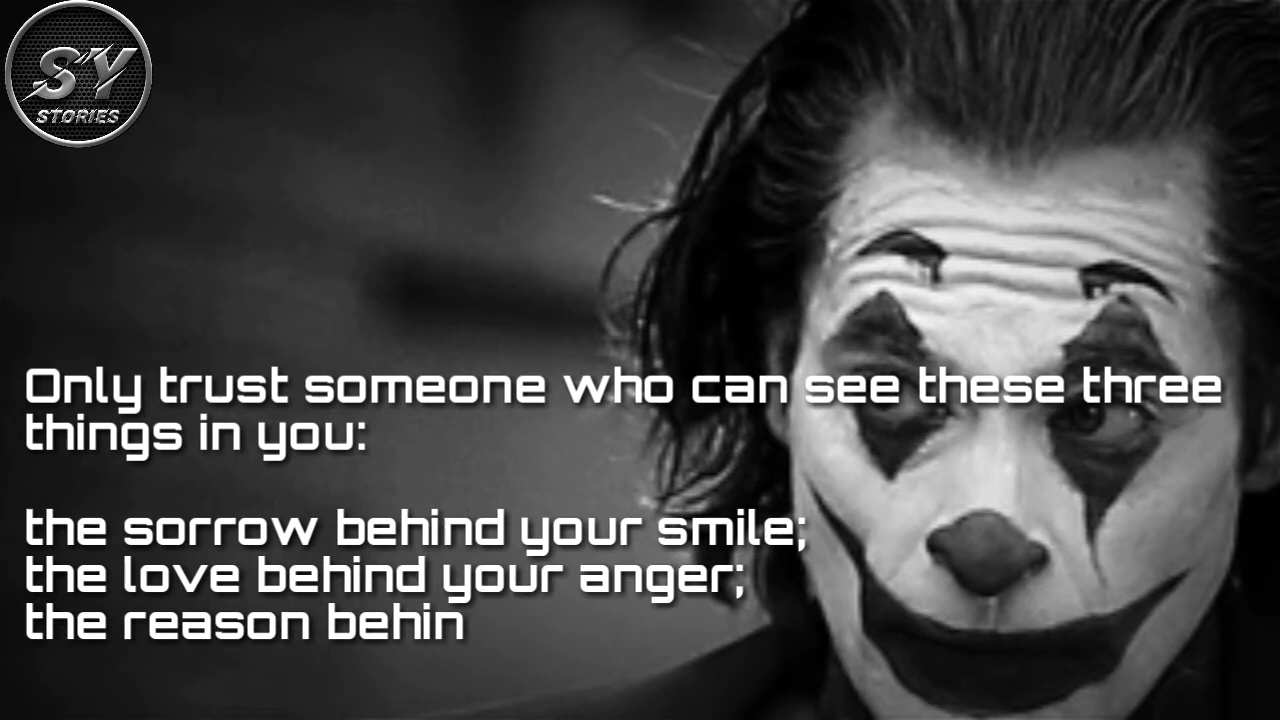 SY
STORIES
Only trust someone who can see these three
things in you:
the sorrow behind your smile;
the love behind your anger;
the reason behin